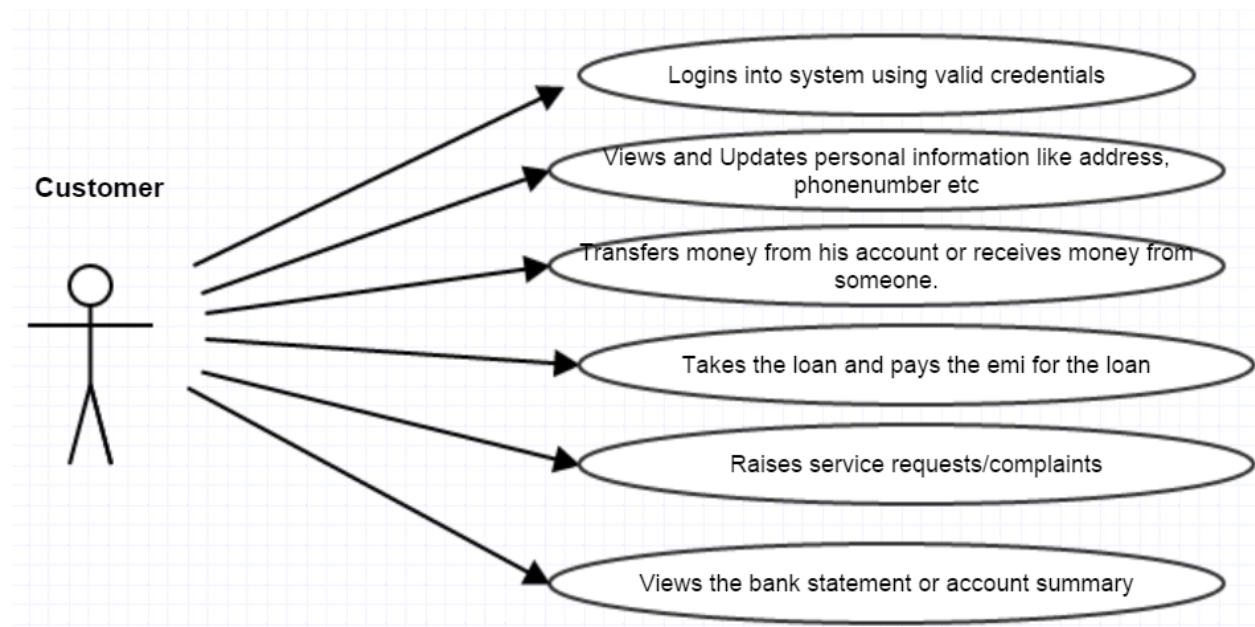 Logins into system using valid credentials
Views and Updates personal information like address,
phonenumber etc
Customer
Transfers money from his account or receives money from
someone.
Takes the loan and pays the emi for the loan
Raises service requests/complaints
Views the bank statement or account summary